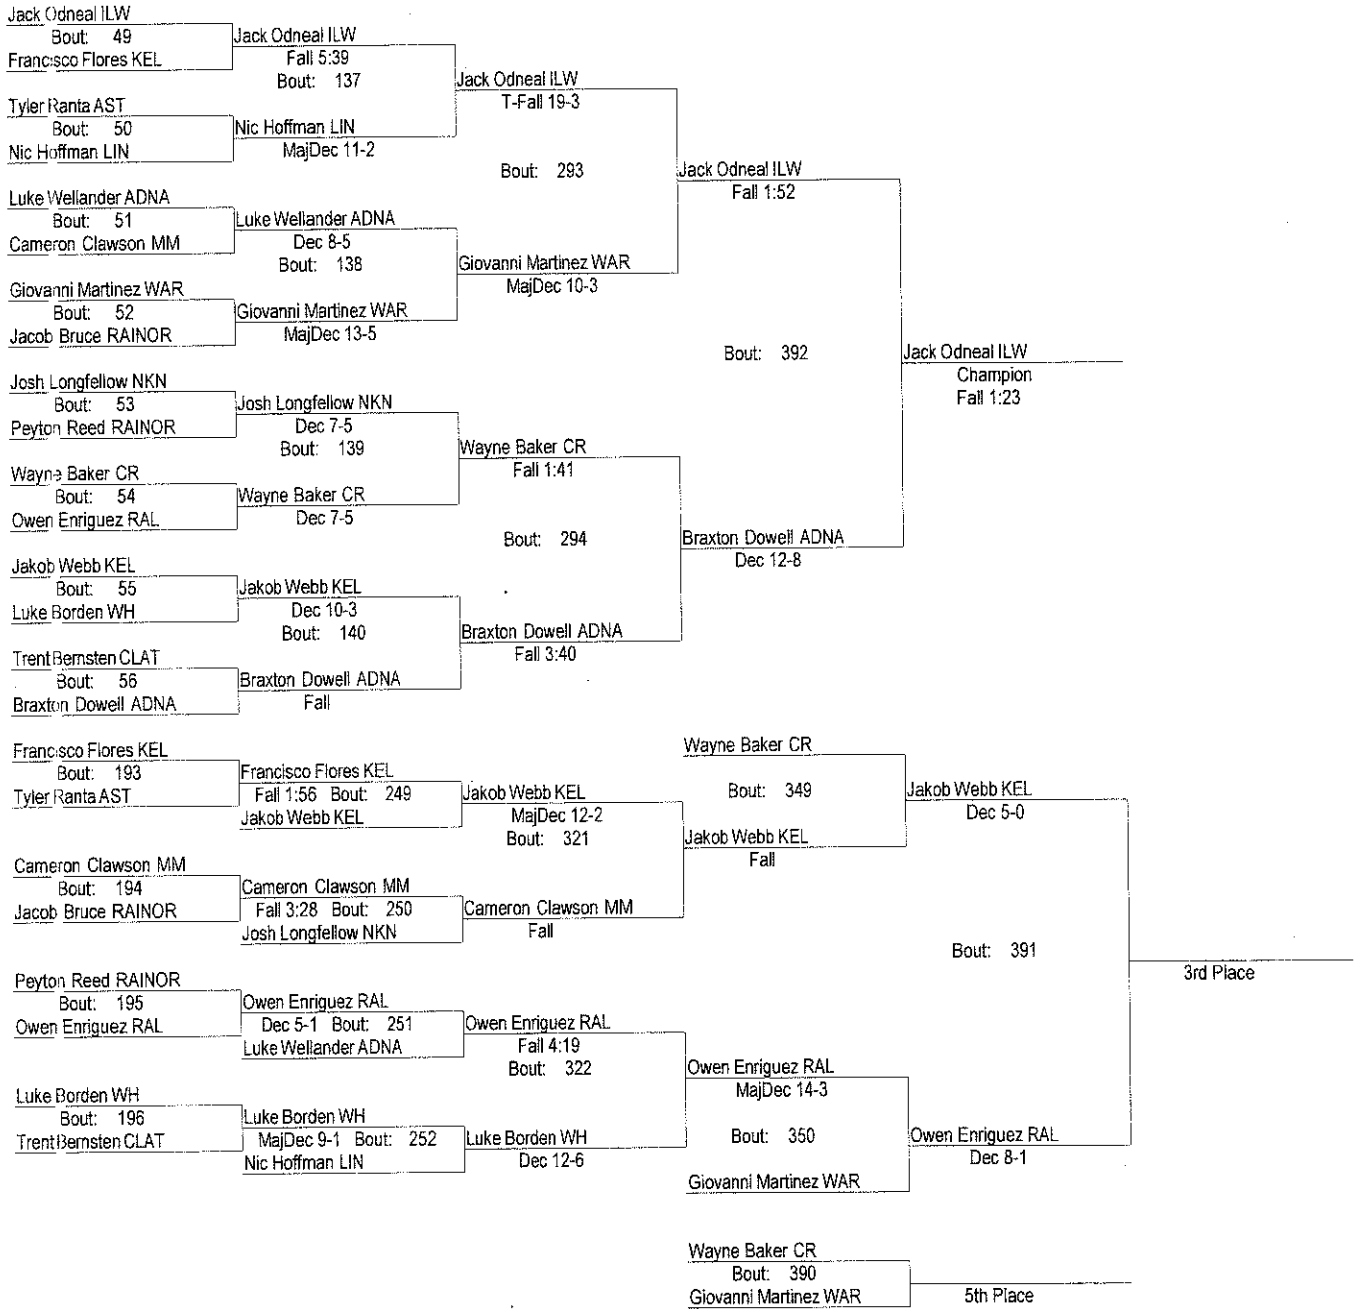 Jack Odneal ILW
Bout: 49
Francisco Flores KEL
Jack Odneal ILW
Fall 5:39
Bout: 137
Tyler Ranta AST
Bout: 50
Nic Hoffman LIN
Nic Hoffman LIN
MajDec 11-2
Jack Odneal ILW
T-Fall 19-3
Bout: 293
Luke Wellander ADNA
Bout: 51
Cameron Clawson MM
Luke Wellander ADNA
Dec 8-5
Bout: 138
Giovanni Martinez WAR
Bout: 52
Jacob Bruce RAINOR
Giovanni Martinez WAR
MajDec 13-5
Giovanni Martinez WAR
MajDec 10-3
Jack Odneal ILW
Fall 1:52
Bout: 392
Jack Odneal ILW
Champion
Fall 1:23
Josh Longfellow NKN
Bout: 53
Peyton Reed RAINOR
Josh Longfellow NKN
Dec 7-5
Bout: 139
Wayne Baker CR
Bout: 54
Owen Enriguez RAL
Wayne Baker CR
Dec 7-5
Wayne Baker CR
Fall 1:41
Bout: 294
Jakob Webb KEL
Bout: 55
Luke Borden WH
Jakob Webb KEL
Dec 10-3
Bout: 140
Trent Bernsten CLAT
Bout: 56
Braxton Dowell ADNA
Braxton Dowell ADNA
Fall
Braxton Dowell ADNA
Fall 3:40
Braxton Dowell ADNA
Dec 12-8
Francisco Flores KEL
Bout: 193
Tyler Ranta AST
Francisco Flores KEL
Fall 1:56 Bout: 249
Jakob Webb KEL
Jakob Webb KEL
MajDec 12-2
Bout: 321
Cameron Clawson MM
Bout: 194
Jacob Bruce RAINOR
Cameron Clawson MM
Fall 3:28 Bout: 250
Josh Longfellow NKN
Cameron Clawson MM
Fall
Wayne Baker CR
Bout: 349
Jakob Webb KEL
Fall
Jakob Webb KEL
Dec 5-0
Bout: 391
3rd Place
Peyton Reed RAINOR
Bout: 195
Owen Enriguez RAL
Owen Enriguez RAL
Dec 5-1 Bout: 251
Luke Wellander ADNA
Owen Enriguez RAL
Fall 4:19
Bout: 322
Luke Borden WH
Bout: 196
Trent Bernsten CLAT
Luke Borden WH
MajDec 9-1 Bout: 252
Nic Hoffman LIN
Luke Borden WH
Dec 12-6
Owen Enriguez RAL
MajDec 14-3
Bout: 350
Giovanni Martinez WAR
Owen Enriguez RAL
Dec 8-1
Wayne Baker CR
Bout: 390
Giovanni Martinez WAR
5th Place